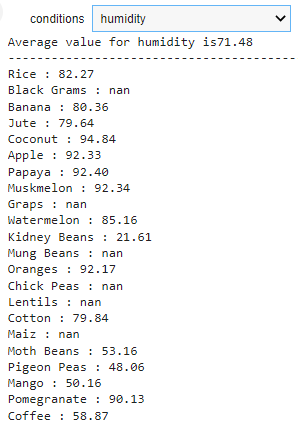 conditions humidity
Average value for humidity is71.48
----------------------------------------
Rice : 82.27
Black Grams : nan
Banana : 80.36
Jute : 79.64
Coconut : 94.84
Apple : 92.33
Papaya : 92.40
Muskmelon : 92.34
Graps : nan
Watermelon : 85.16
Kidney Beans : 21.61
Mung Beans : nan
Oranges : 92.17
Chick Peas : nan
Lentils : nan
Cotton : 79.84
Maiz : nan
Moth Beans : 53.16
Pigeon Peas : 48.06
Mango : 50.16
Pomegranate : 90.13
Coffee : 58.87